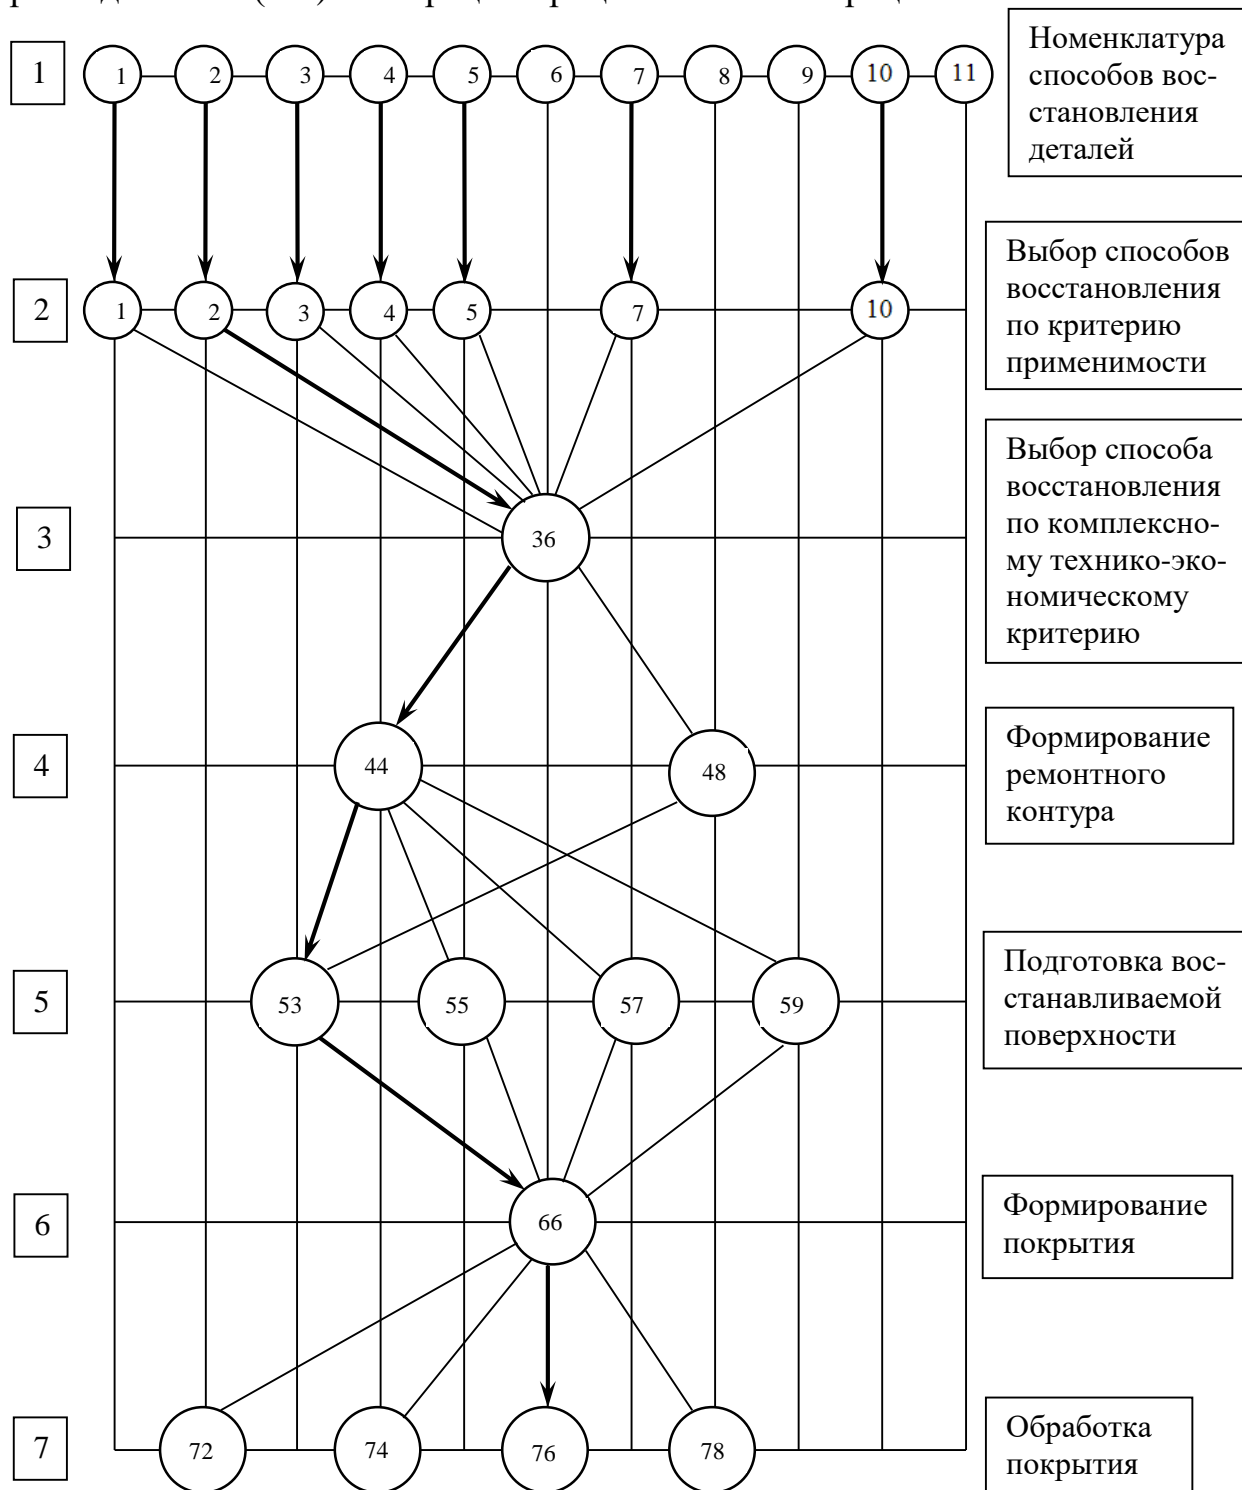 1
1 2 3 4 5 6 7 8 9 10 11
Номенклатура
способов вос-
становления
деталей
2
1 2 3 4 5 7 10
Выбор способов
восстановления
по критерию
применимости
3
36
Выбор способа
восстановления
по комплексно-
му технико-эко-
номическому
критерию
4
44 48
Формирование
ремонтного
контура
5
53 55 57 59
Подготовка вос-
станавливаемой
поверхности
6
66
Формирование
покрытия
7
72 74 76 78
Обработка
покрытия